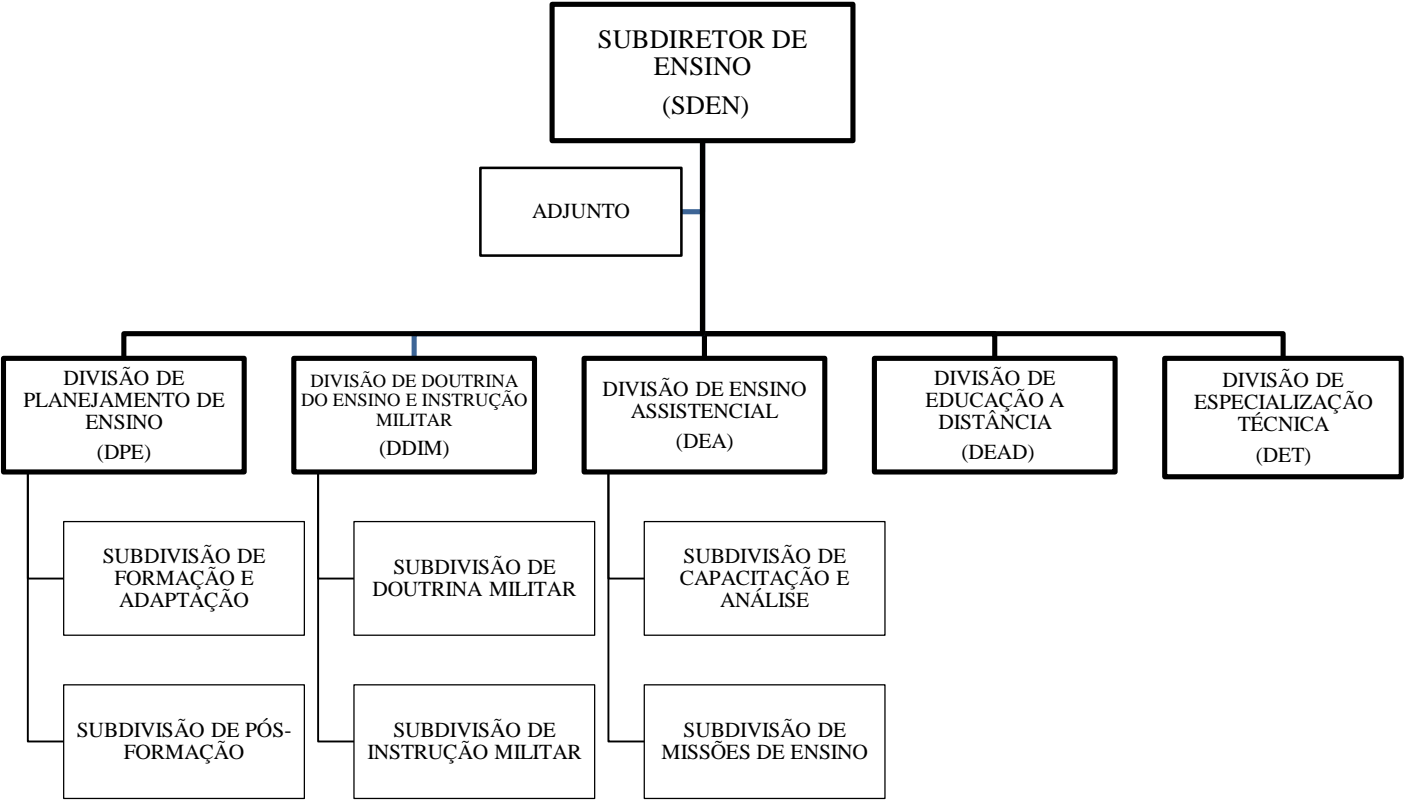 SUBDIRETOR DE
ENSINO
(SDEN)
ADJUNTO
DIVISÃO DE
PLANEJAMENTO DE
ENSINO
(DPE)
DIVISÃO DE DOUTRINA
DO ENSINO E INSTRUÇÃO
MILITAR
(DDIM)
DIVISÃO DE ENSINO
ASSISTENCIAL
(DEA)
DIVISÃO DE
EDUCAÇÃO A
DISTÂNCIA
(DEAD)
DIVISÃO DE
ESPECIALIZAÇÃO
TÉCNICA
(DET)
SUBDIVISÃO DE
FORMAÇÃO E
ADAPTAÇÃO
SUBDIVISÃO DE
DOUTRINA MILITAR
SUBDIVISÃO DE
CAPACITAÇÃO E
ANÁLISE
SUBDIVISÃO DE PÓS-
FORMAÇÃO
SUBDIVISÃO DE
INSTRUÇÃO MILITAR
SUBDIVISÃO DE
MISSÕES DE ENSINO